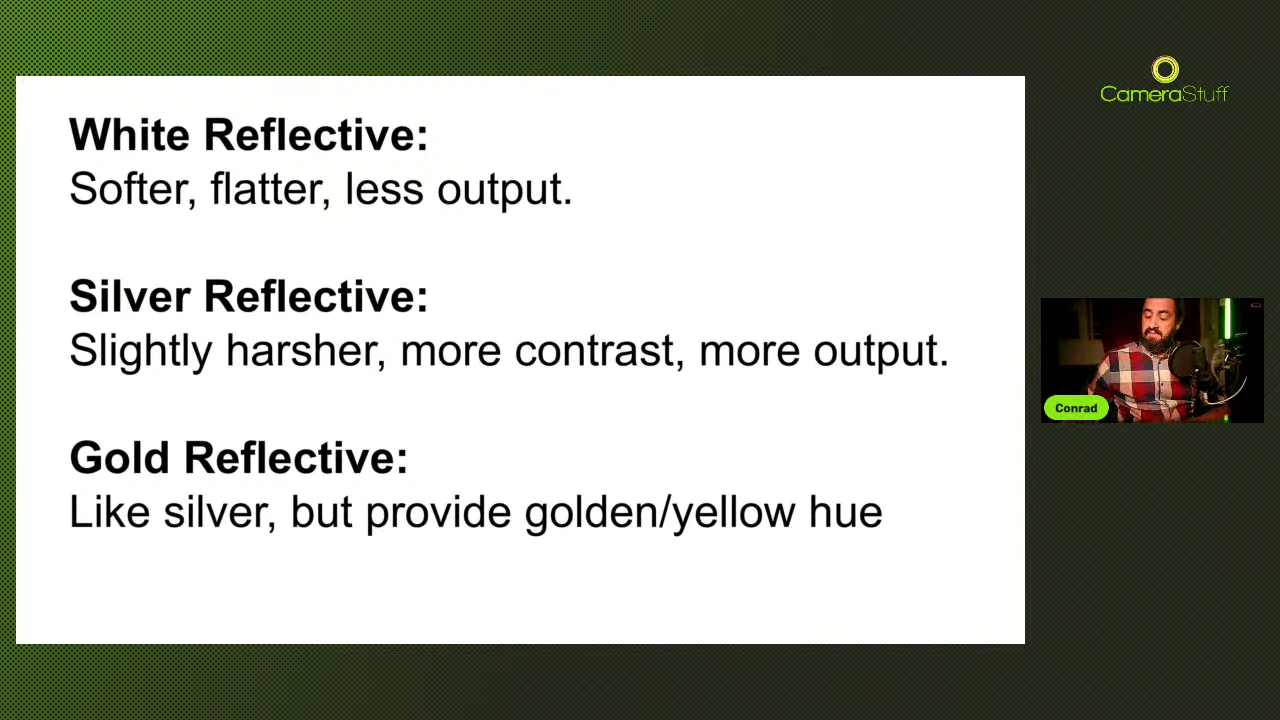 CameraStuff
White Reflective:
Softer, flatter, less output.
Silver Reflective:
Slightly harsher, more contrast, more output.
Gold Reflective:
Like silver, but provide golden/yellow hue
Conrad